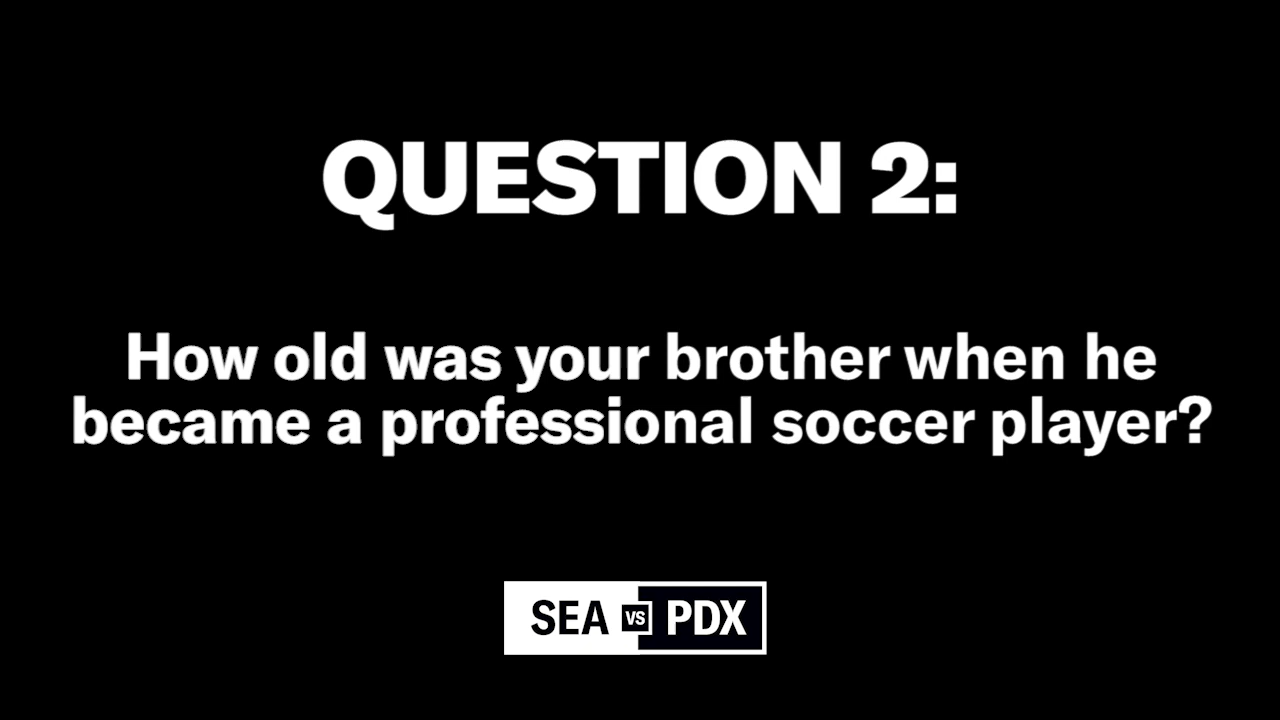 QUESTION 2:
How old was your brother when he
became a professional soccer player?
SEA VS PDX